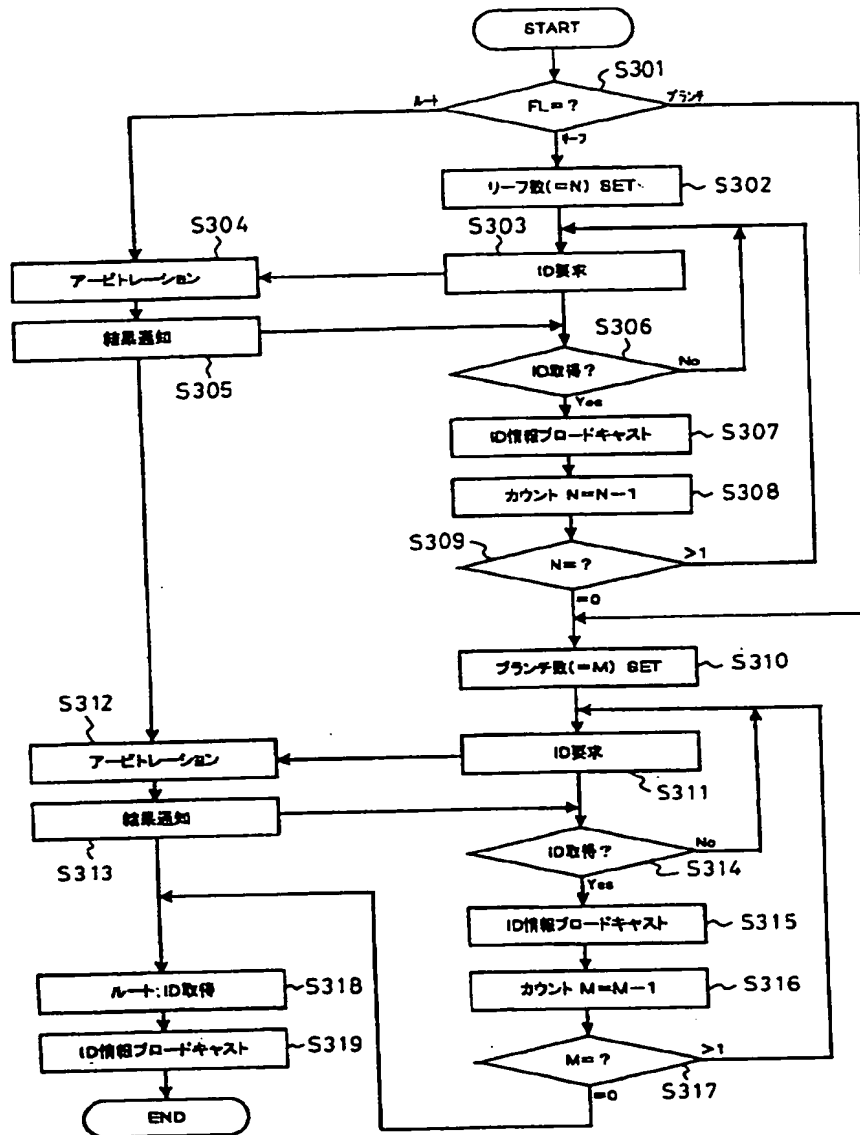 START
S301
FL=?
ルート
ブランチ
リーフ
リーフ数(=N) SET
S302
S303
S304
ID要求
アービトレーション
結果通知
S305
S306
ID取得?
No
Yes
ID情報ブロードキャスト
S307
カウント N=N-1
S308
S309
N=?
>1
=0
ブランチ数(=M) SET
S310
S312
アービトレーション
ID要求
S311
結果通知
S313
ID取得?
No
S314
Yes
ID情報ブロードキャスト
S315
カウント M=M-1
S316
ルート:ID取得
S318
ID情報ブロードキャスト
S319
M=?
>1
S317
=0
END